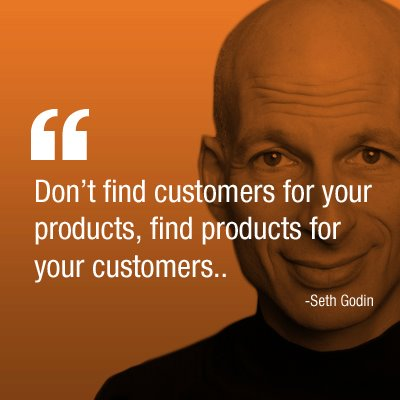 “
Don’t find customers for your
products, find products for
your customers..
-Seth Godin